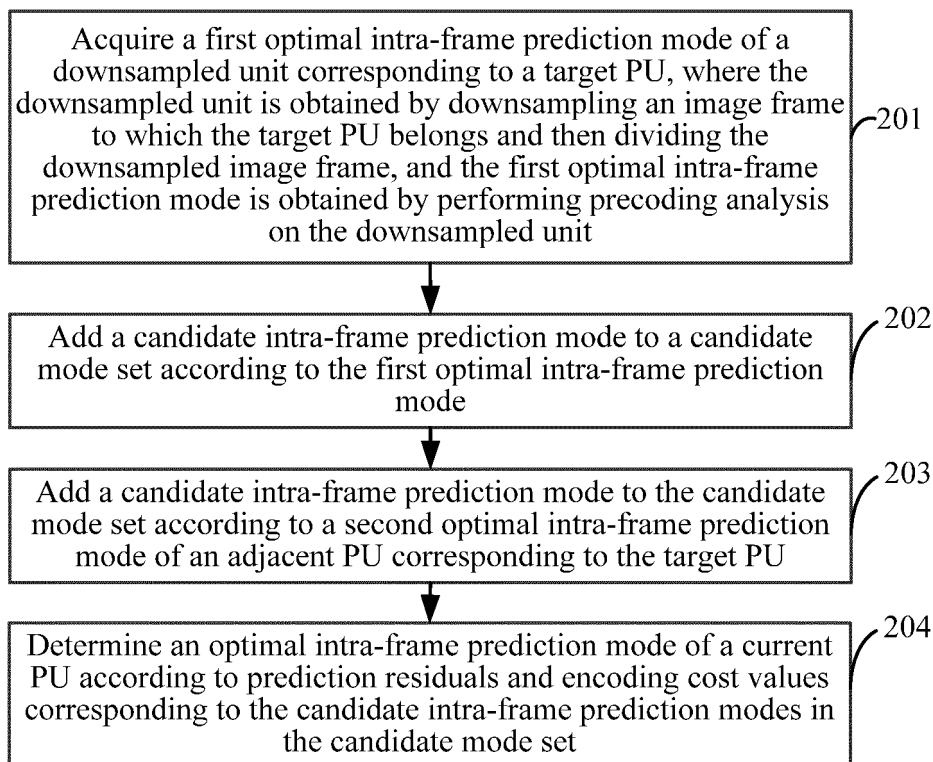 Acquire a first optimal intra-frame prediction mode of a
downsampled unit corresponding to a target PU, where the
downsampled unit is obtained by downsampling an image frame
to which the target PU belongs and then dividing the
downsampled image frame, and the first optimal intra-frame
prediction mode is obtained by performing precoding analysis
on the downsampled unit
201
Add a candidate intra-frame prediction mode to a candidate
mode set according to the first optimal intra-frame prediction
mode
202
Add a candidate intra-frame prediction mode to the candidate
mode set according to a second optimal intra-frame prediction
mode of an adjacent PU corresponding to the target PU
203
Determine an optimal intra-frame prediction mode of a current
PU according to prediction residuals and encoding cost values
corresponding to the candidate intra-frame prediction modes in
the candidate mode set
204